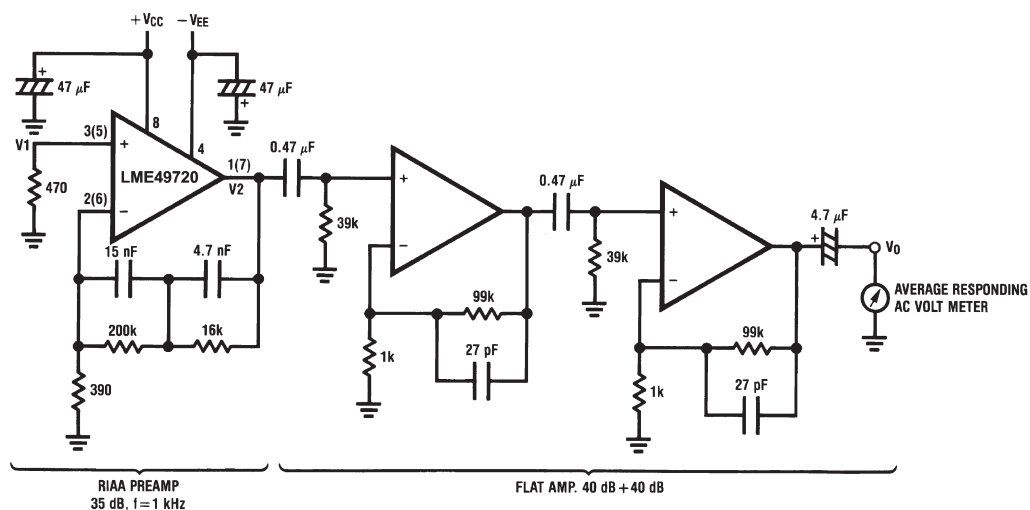 +VCC
−VEE
+
47 μF
47 μF
+
8
V1
3(5)
+
4
0.47 μF
1(7)
LME49720
V2
470
2(6)
−
+
−
39k
0.47 μF
+
−
39k
4.7 μF
+
VO
15 nF
4.7 nF
200k
16k
390
99k
1k
27 pF
99k
1k
27 pF
AVERAGE RESPONDING
AC VOLT METER
RIAA PREAMP
35 dB, f=1 kHz
FLAT AMP. 40 dB+40 dB